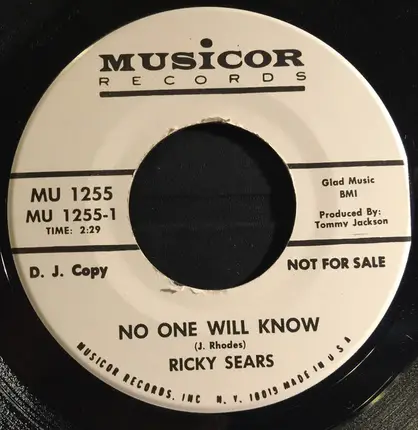 MUSICOR
RECORDS
MU 1255
MU 1255-1
TIME: 2:29
Glad Music
BMI
Produced By:
Tommy Jackson
D. J. Copy
NOT FOR SALE
NO ONE WILL KNOW
(J. Rhodes)
RICKY SEARS
MUSICOR RECORDS, INC N. Y. 10019 MADE IN U S A